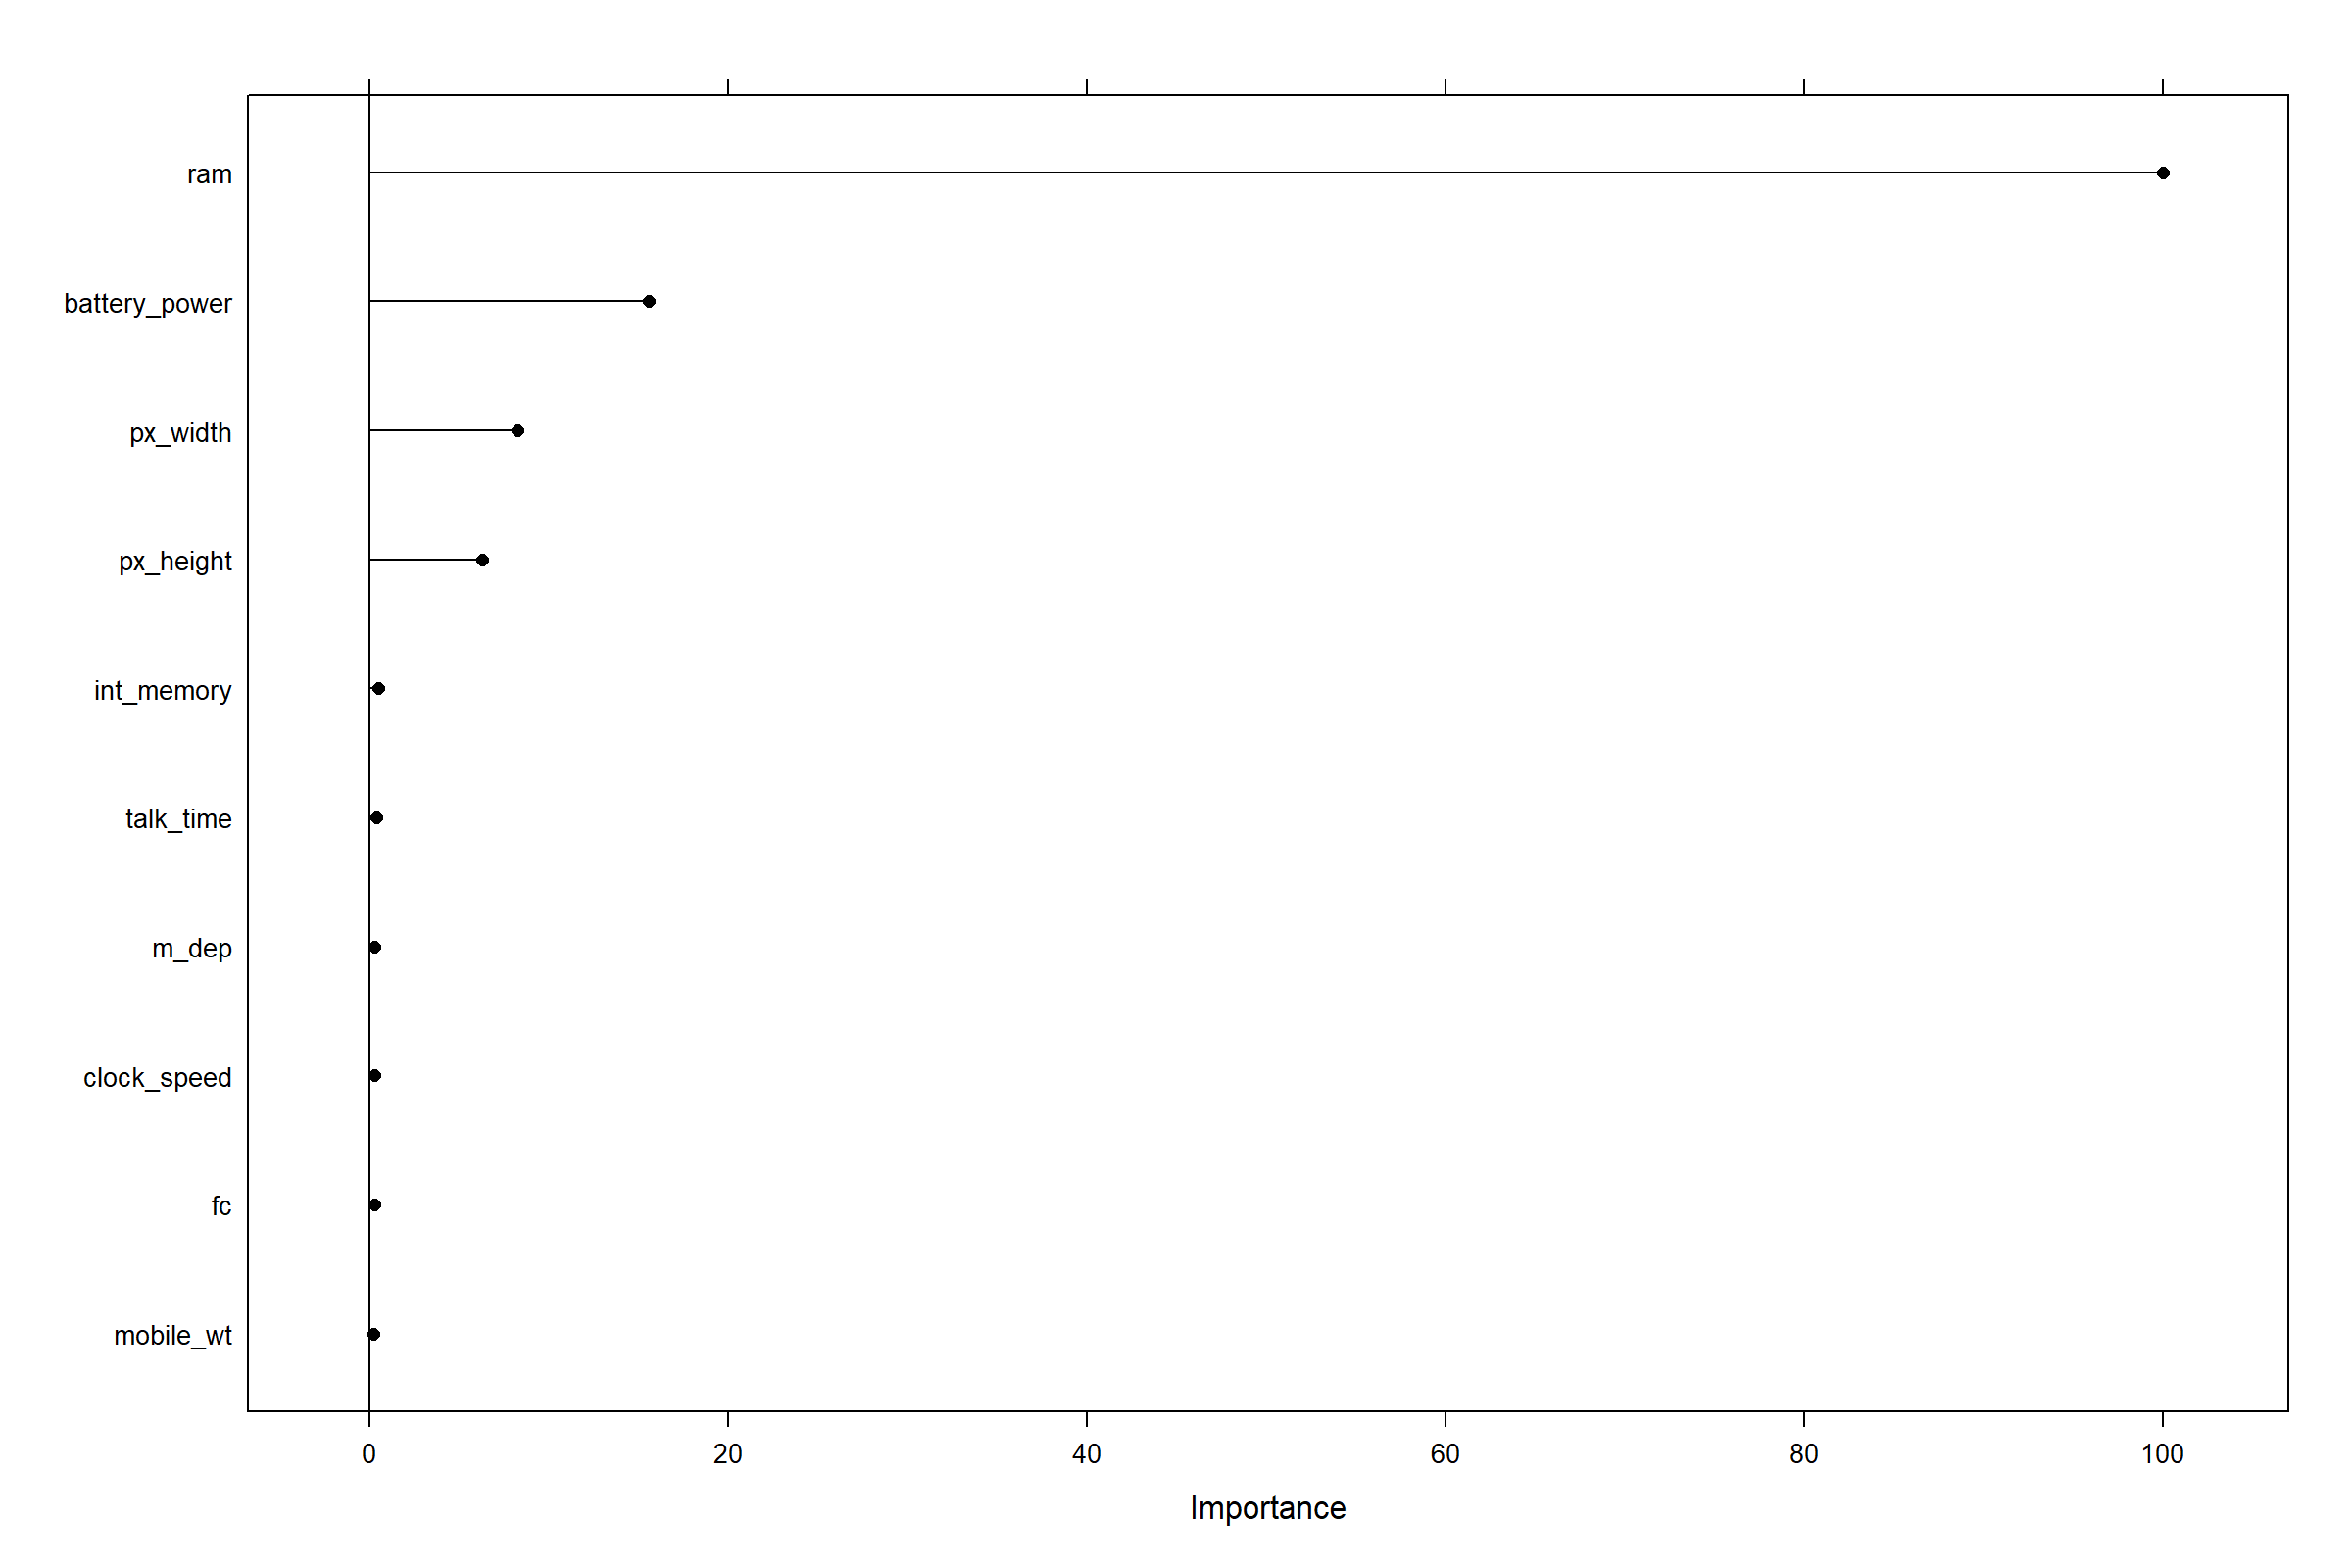 ram
battery_power
px_width
px_height
int_memory
talk_time
m_dep
clock_speed
fc
mobile_wt
0 20 40 60 80 100
Importance